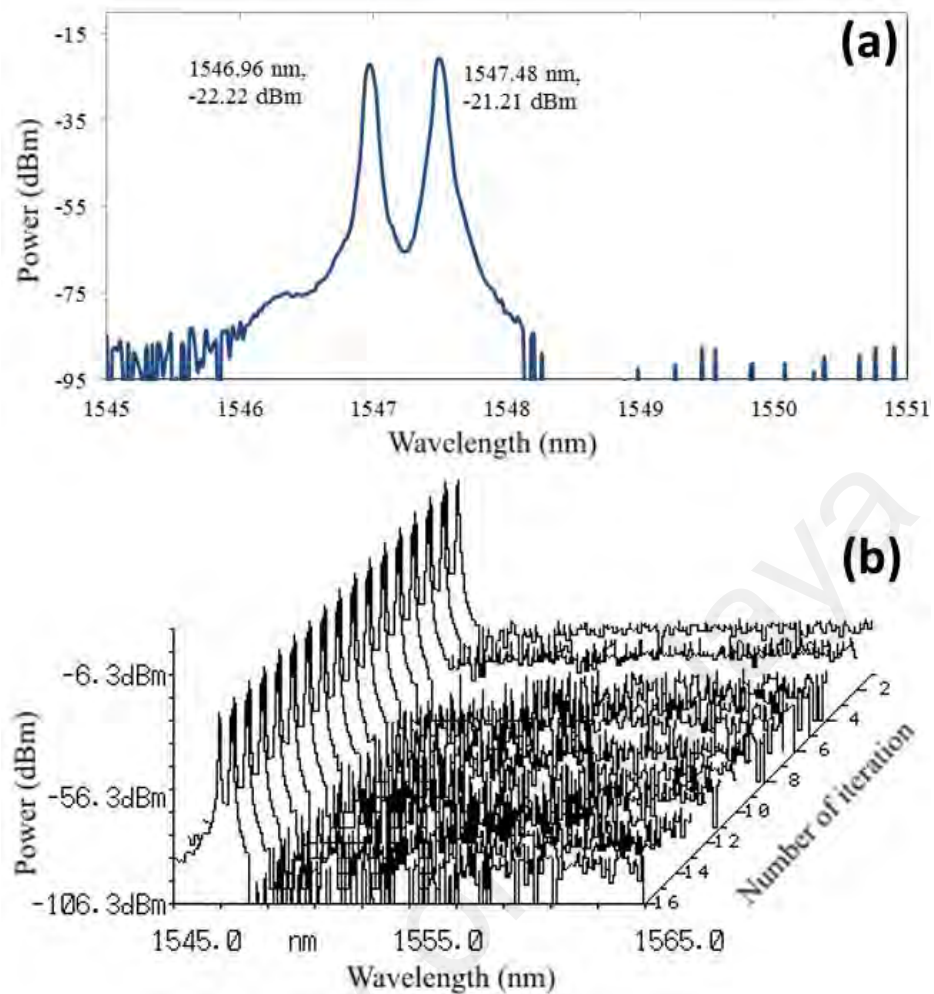 (a)
-15
-35
-55
-75
-95
Power (dBm)
1546.96 nm,
-22.22 dBm
1547.48 nm,
-21.21 dBm
1545 1546 1547 1548 1549 1550 1551
Wavelength (nm)
(b)
-6.3dBm
-56.3dBm
-106.3dBm
Power (dBm)
2
4
6
8
10
12
14
16
Number of iteration
1545.0 nm 1555.0 1565.0
Wavelength (nm)